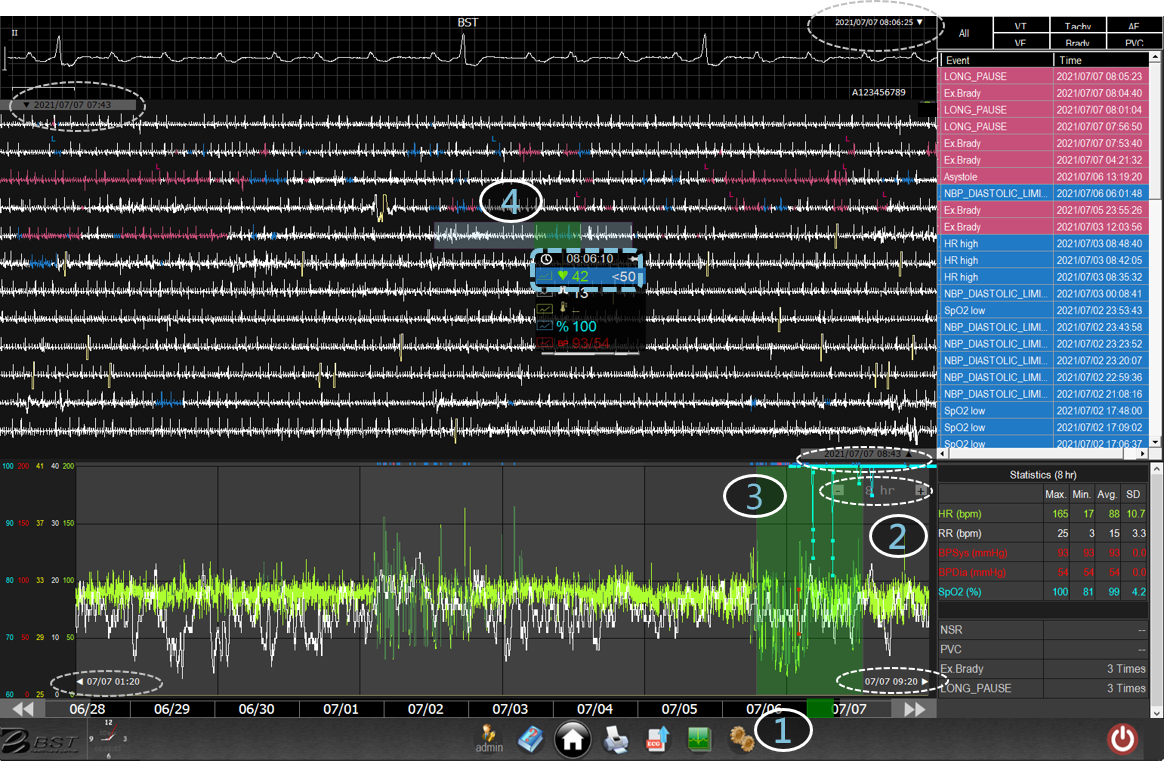 BST
2021/07/07 08:06:25 ▼
II
A123456789
▼ 2021/07/07 07:43
L
L
L
L
L
L
L
L
L
4
08:06:10
42 <50
13
--
% 100
BP 93/54
2021/07/07 08:43 ▲
All VT Tachy AF
VF Brady PVC
Event Time
LONG_PAUSE 2021/07/07 08:05:23
Ex.Brady 2021/07/07 08:04:40
LONG_PAUSE 2021/07/07 08:01:04
LONG_PAUSE 2021/07/07 07:56:50
Ex.Brady 2021/07/07 07:53:40
Ex.Brady 2021/07/07 04:21:32
Asystole 2021/07/06 13:19:20
NBP_DIASTOLIC_LIMI... 2021/07/06 06:01:48
Ex.Brady 2021/07/05 23:55:26
Ex.Brady 2021/07/03 12:03:56
HR high 2021/07/03 08:48:40
HR high 2021/07/03 08:42:05
HR high 2021/07/03 08:35:32
NBP_DIASTOLIC_LIMI... 2021/07/03 00:08:41
SpO2 low 2021/07/02 23:53:43
NBP_DIASTOLIC_LIMI... 2021/07/02 23:43:58
NBP_DIASTOLIC_LIMI... 2021/07/02 23:23:52
NBP_DIASTOLIC_LIMI... 2021/07/02 23:20:07
NBP_DIASTOLIC_LIMI... 2021/07/02 22:59:36
NBP_DIASTOLIC_LIMI... 2021/07/02 21:08:16
SpO2 low 2021/07/02 17:48:00
SpO2 low 2021/07/02 17:09:02
SpO2 low 2021/07/02 17:06:37
100 200 41 40 200
90 150 37 30 150
80 100 33 20 100
70 50 29 10 50
60 0 25 0 0
3
- 8 hr +
2
◀ 07/07 01:20
07/07 09:20 ▶
06/28 06/29 06/30 07/01 07/02 07/03 07/04 07/05 07/06 07/07
Statistics (8 hr)
Max. Min. Avg. SD
HR (bpm) 165 17 88 10.7
RR (bpm) 25 3 15 3.3
BPSys (mmHg) 93 93 93 0.0
BPDia (mmHg) 54 54 54 0.0
SpO2 (%) 100 81 99 4.2
NSR --
PVC --
Ex.Brady 3 Times
LONG_PAUSE 3 Times
BST
12
9 3
6
admin
ECG
1